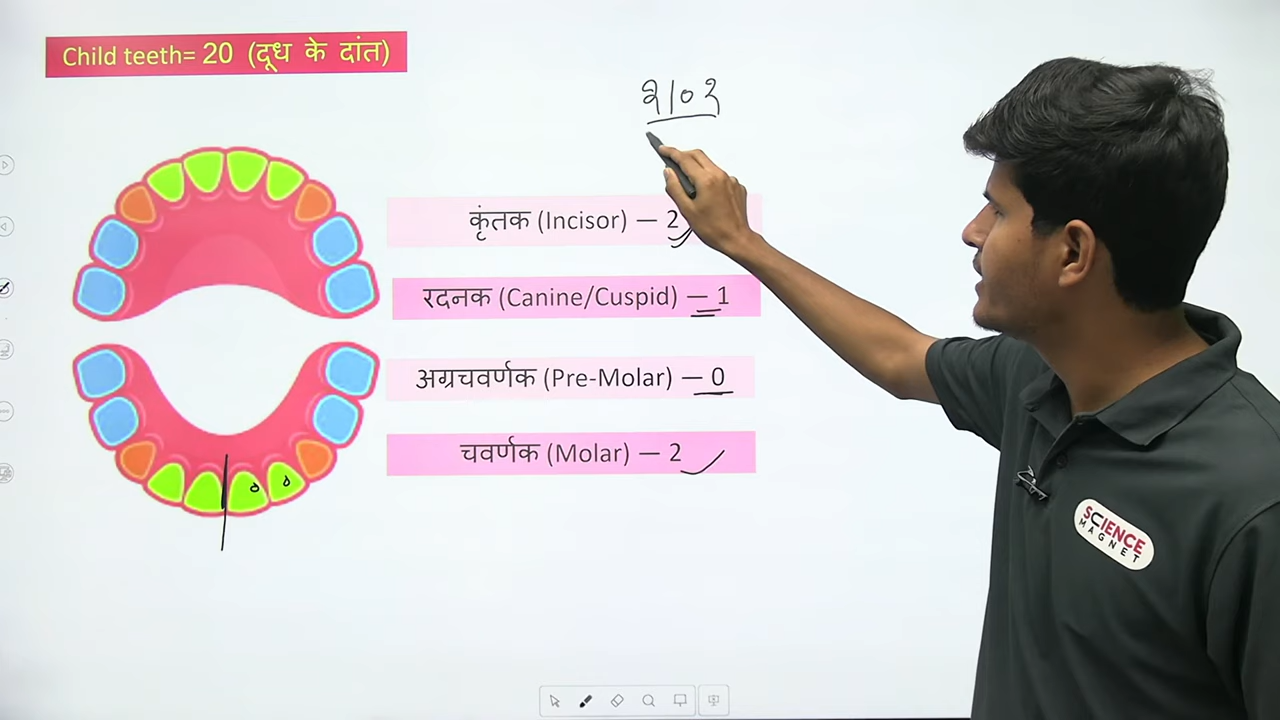 Child teeth= 20 (दूध के दांत)
2102
कृंतक (Incisor) – 2
रदनक (Canine/Cuspid) – 1
अग्रचवर्णक (Pre-Molar) – 0
चवर्णक (Molar) – 2
SCIENCE
MAGNET